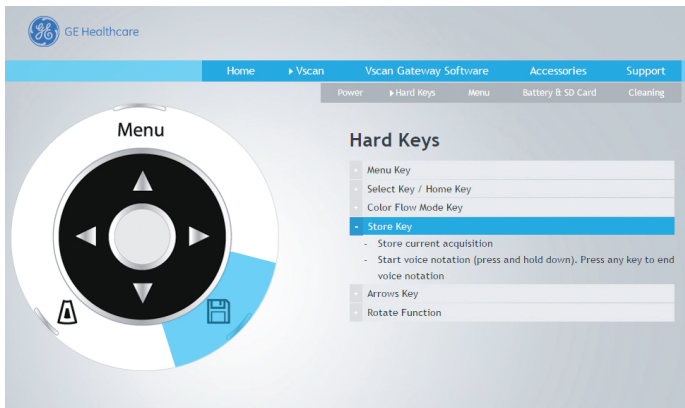 GE Healthcare
Home Vscan Vscan Gateway Software Accessories Support
Power Hard Keys Menu Battery & SD Card Cleaning
Menu
Hard Keys
+ Menu Key
+ Select Key / Home Key
+ Color Flow Mode Key
- Store Key
- Store current acquisition
- Start voice notation (press and hold down). Press any key to end
voice notation
+ Arrows Key
+ Rotate Function